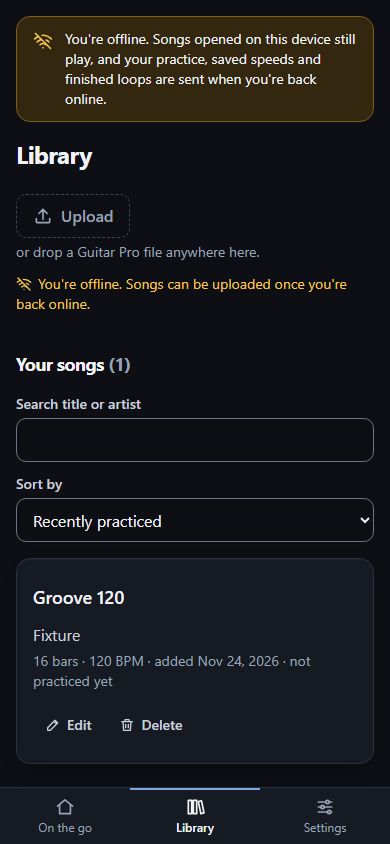 You're offline. Songs opened on this device still
play, and your practice, saved speeds and
finished loops are sent when you're back
online.
Library
Upload
or drop a Guitar Pro file anywhere here.
You're offline. Songs can be uploaded once you're
back online.
Your songs (1)
Search title or artist
Sort by
Recently practiced
Groove 120
Fixture
16 bars · 120 BPM · added Nov 24, 2026 · not
practiced yet
Edit Delete
On the go Library Settings